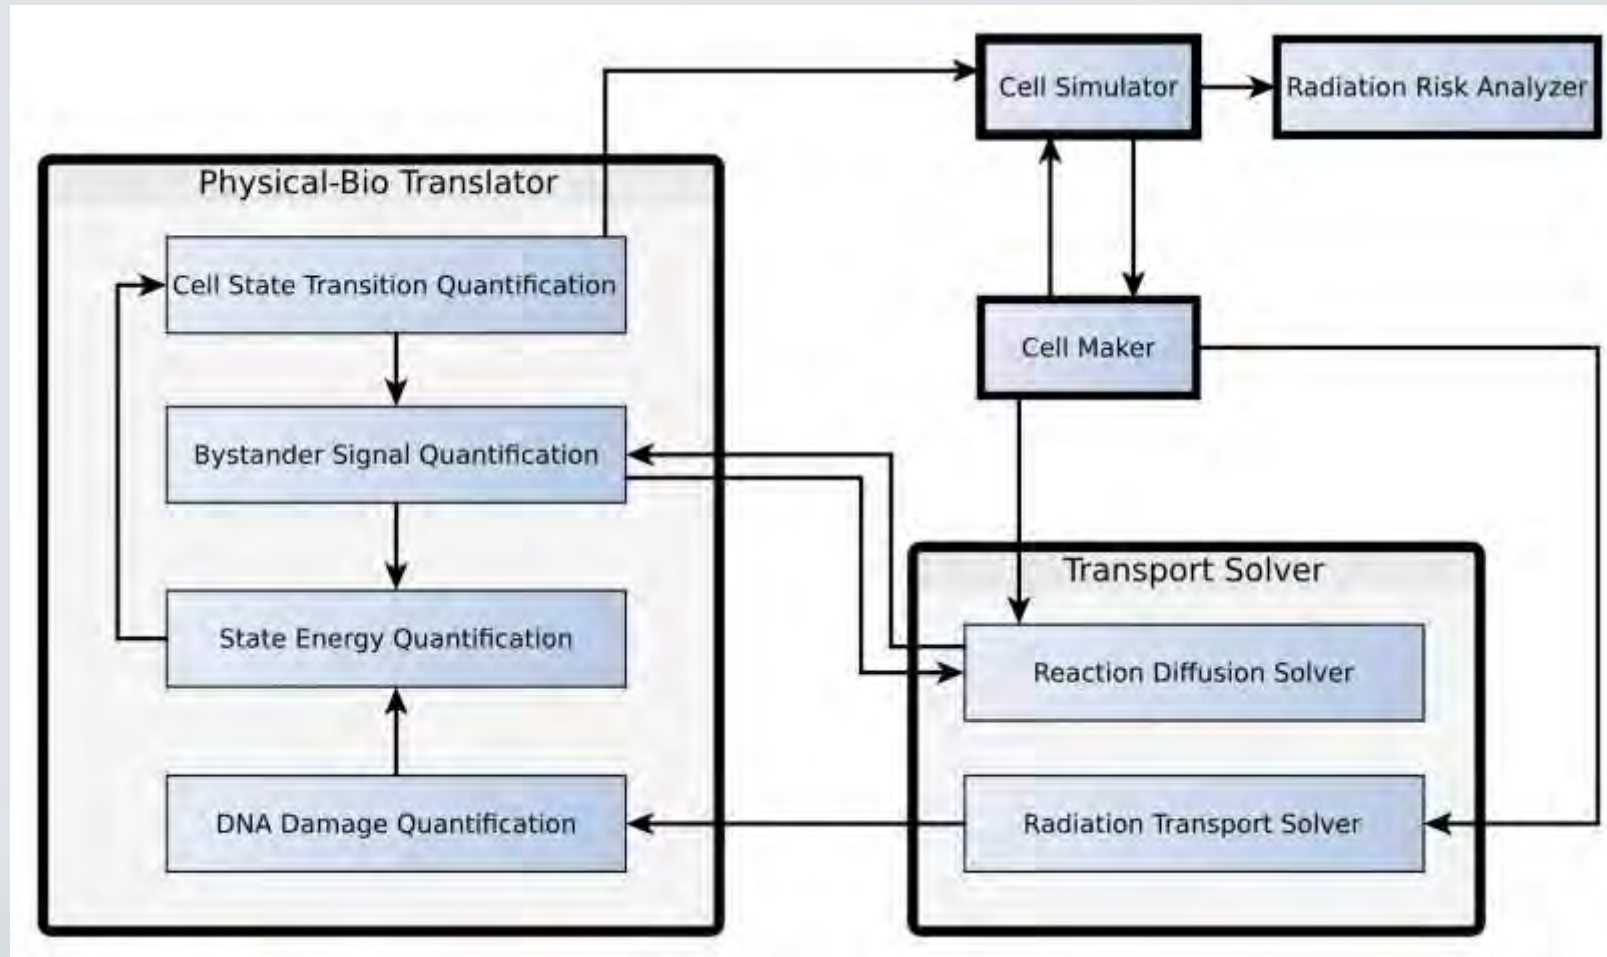 Cell Simulator
Radiation Risk Analyzer
Physical-Bio Translator
Cell State Transition Quantification
Cell Maker
Bystander Signal Quantification
Transport Solver
State Energy Quantification
Reaction Diffusion Solver
DNA Damage Quantification
Radiation Transport Solver